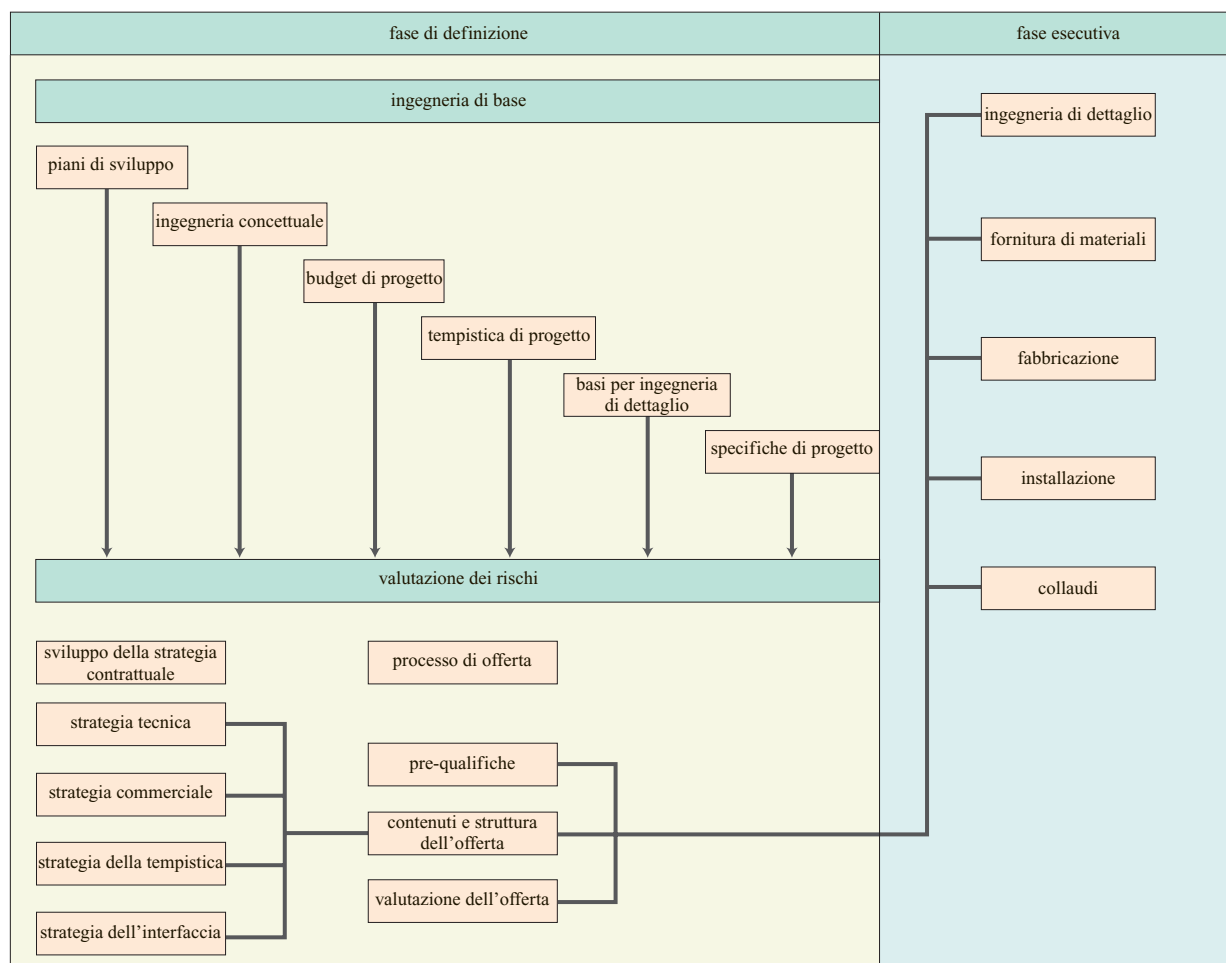 fase di definizione
fase esecutiva
ingegneria di base
piani di sviluppo
ingegneria concettuale
budget di progetto
tempistica di progetto
basi per ingegneria
di dettaglio
specifiche di progetto
valutazione dei rischi
sviluppo della strategia
contrattuale
strategia tecnica
strategia commerciale
strategia della tempistica
strategia dell’interfaccia
processo di offerta
pre-qualifiche
contenuti e struttura
dell’offerta
valutazione dell’offerta
ingegneria di dettaglio
fornitura di materiali
fabbricazione
installazione
collaudi